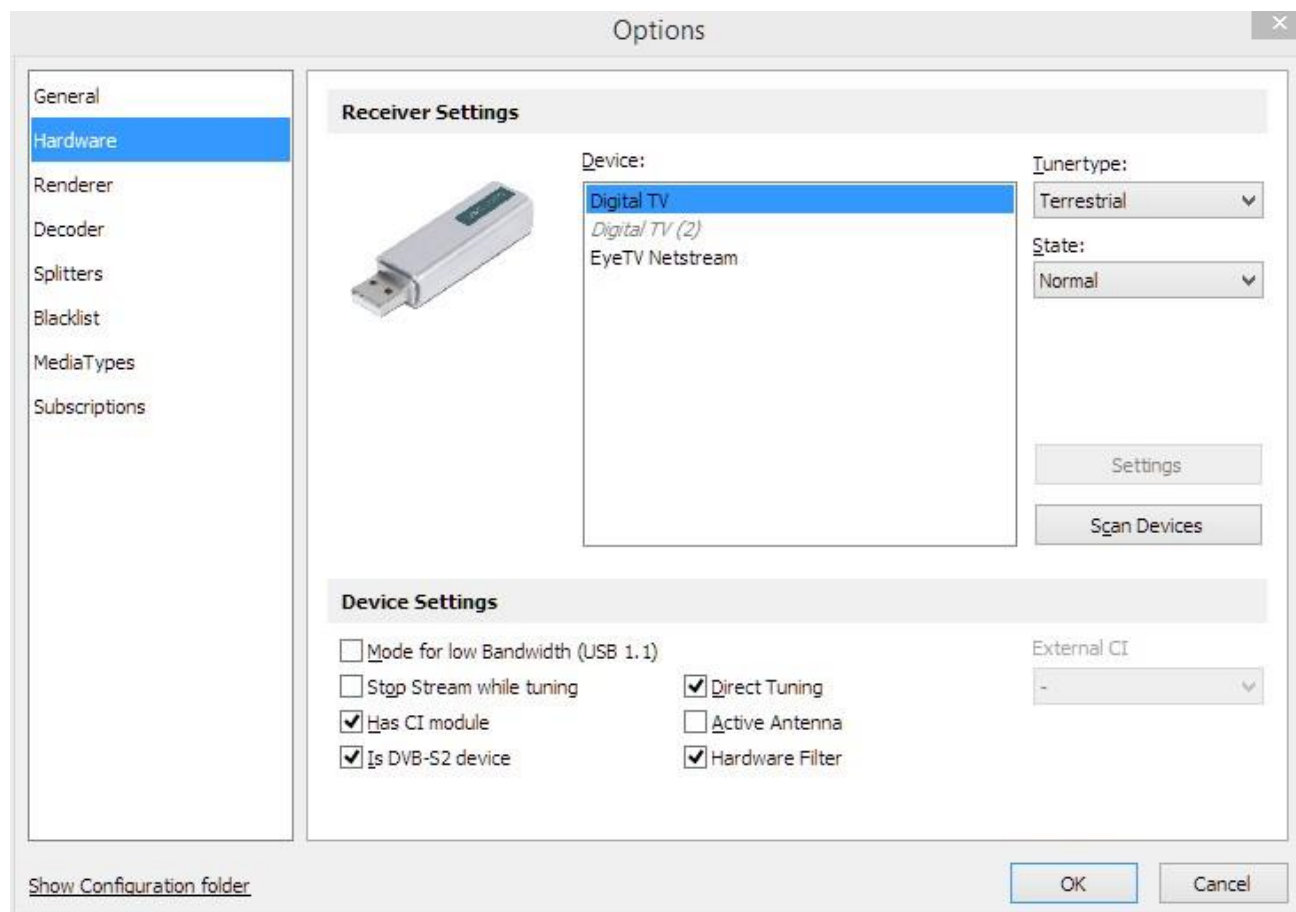 Options
General
Hardware
Renderer
Decoder
Splitters
Blacklist
MediaTypes
Subscriptions
Receiver Settings
Device:
Digital TV
Digital TV (2)
EyeTV Netstream
Tunertype:
Terrestrial
State:
Normal
Settings
Scan Devices
Device Settings
Mode for low Bandwidth (USB 1.1)
Stop Stream while tuning
Has CI module
Is DVB-S2 device
Direct Tuning
Active Antenna
Hardware Filter
External CI
-
Show Configuration folder
OK
Cancel